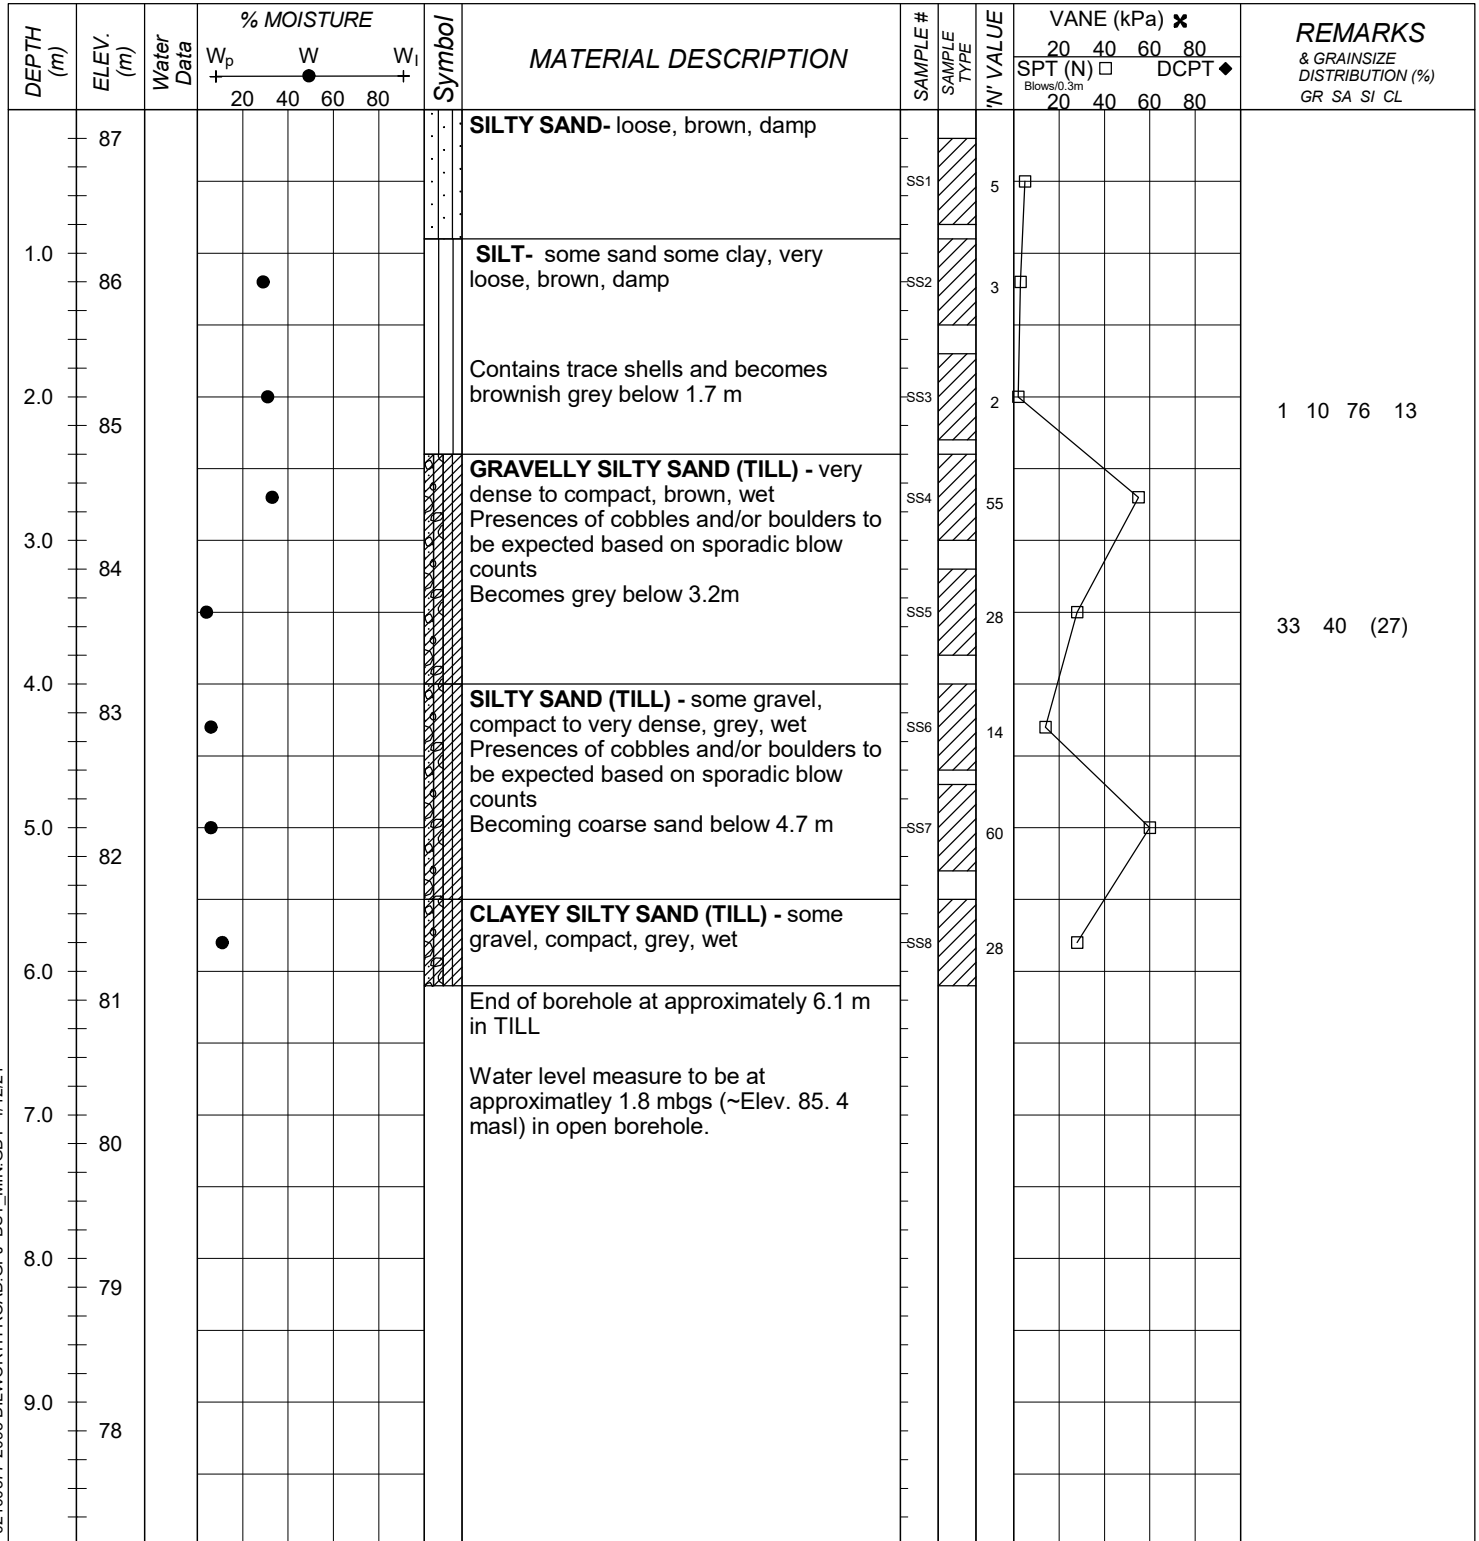 DEPTH (m)
ELEV. (m)
Water Data
% MOISTURE
Wp W Wl
20 40 60 80
Symbol
MATERIAL DESCRIPTION
SAMPLE #
SAMPLE TYPE
'N' VALUE
VANE (kPa)
20 40 60 80
SPT (N) DCPT
Blows/0.3m
20 40 60 80
REMARKS
& GRAINSIZE
DISTRIBUTION (%)
GR SA SI CL
SILTY SAND- loose, brown, damp
87
SS1 5
1.0
SILT- some sand some clay, very
loose, brown, damp
86
SS2 3
Contains trace shells and becomes
brownish grey below 1.7 m
2.0
SS3 2
1 10 76 13
85
GRAVELLY SILTY SAND (TILL) - very
dense to compact, brown, wet
SS4 55
Presences of cobbles and/or boulders to
be expected based on sporadic blow
counts
3.0
84
Becomes grey below 3.2m
SS5 28
33 40 (27)
4.0
SILTY SAND (TILL) - some gravel,
compact to very dense, grey, wet
83
SS6 14
Presences of cobbles and/or boulders to
be expected based on sporadic blow
counts
Becoming coarse sand below 4.7 m
5.0
SS7 60
82
CLAYEY SILTY SAND (TILL) - some
gravel, compact, grey, wet
SS8 28
6.0
81
End of borehole at approximately 6.1 m
in TILL
Water level measure to be at
approximatley 1.8 mbgs (~Elev. 85. 4
masl) in open borehole.
7.0
80
8.0
79
9.0
78